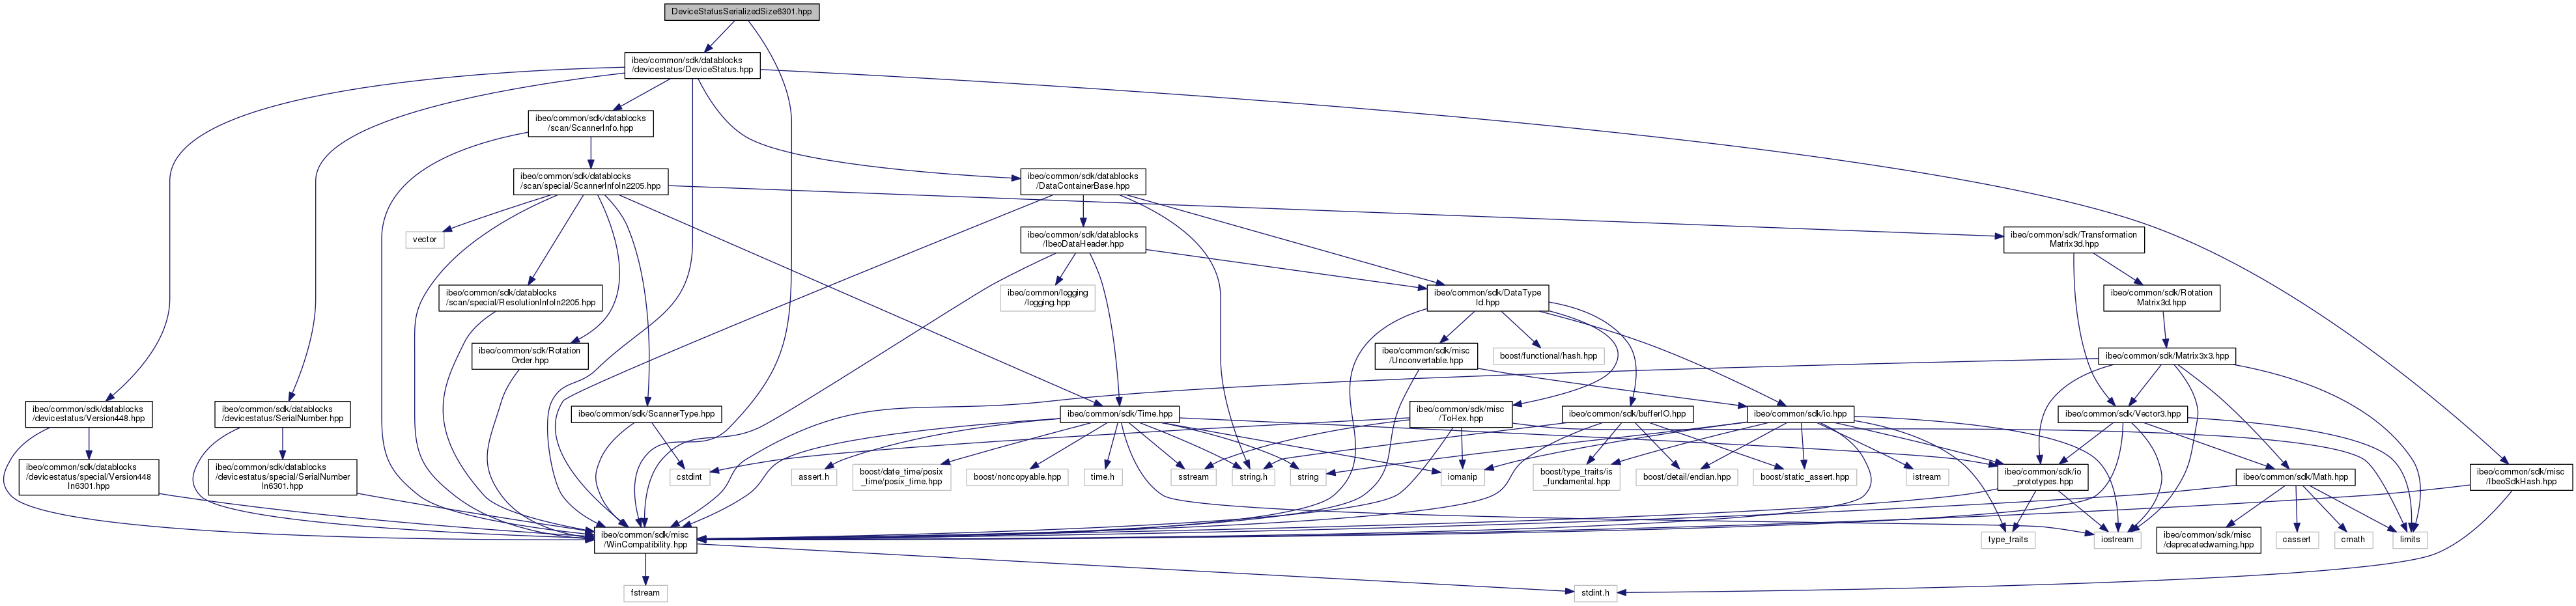 DeviceStatusSerializedSize6301.hpp
ibeo/common/sdk/datablocks
/devicestatus/DeviceStatus.hpp
ibeo/common/sdk/datablocks
/scan/ScannerInfo.hpp
ibeo/common/sdk/datablocks
/scan/special/ScannerInfoIn2205.hpp
ibeo/common/sdk/datablocks
/DataContainerBase.hpp
vector
ibeo/common/sdk/datablocks
/IbeoDataHeader.hpp
ibeo/common/sdk/Transformation
Matrix3d.hpp
ibeo/common/sdk/datablocks
/scan/special/ResolutionInfoIn2205.hpp
ibeo/common/logging
/logging.hpp
ibeo/common/sdk/DataType
Id.hpp
ibeo/common/sdk/Rotation
Matrix3d.hpp
ibeo/common/sdk/Rotation
Order.hpp
ibeo/common/sdk/misc
/Unconvertable.hpp
boost/functional/hash.hpp
ibeo/common/sdk/Matrix3x3.hpp
ibeo/common/sdk/datablocks
/devicestatus/Version448.hpp
ibeo/common/sdk/datablocks
/devicestatus/SerialNumber.hpp
ibeo/common/sdk/ScannerType.hpp
ibeo/common/sdk/Time.hpp
ibeo/common/sdk/misc
/ToHex.hpp
ibeo/common/sdk/bufferIO.hpp
ibeo/common/sdk/io.hpp
ibeo/common/sdk/Vector3.hpp
ibeo/common/sdk/datablocks
/devicestatus/special/Version448
In6301.hpp
ibeo/common/sdk/datablocks
/devicestatus/special/SerialNumber
In6301.hpp
cstdint
assert.h
boost/date_time/posix
_time/posix_time.hpp
boost/noncopyable.hpp
time.h
sstream
string.h
string
iomanip
boost/type_traits/is
_fundamental.hpp
boost/detail/endian.hpp
boost/static_assert.hpp
istream
ibeo/common/sdk/io
_prototypes.hpp
ibeo/common/sdk/Math.hpp
ibeo/common/sdk/misc
/IbeoSdkHash.hpp
ibeo/common/sdk/misc
/WinCompatibility.hpp
type_traits
iostream
ibeo/common/sdk/misc
/deprecatedwarning.hpp
cassert
cmath
limits
fstream
stdint.h